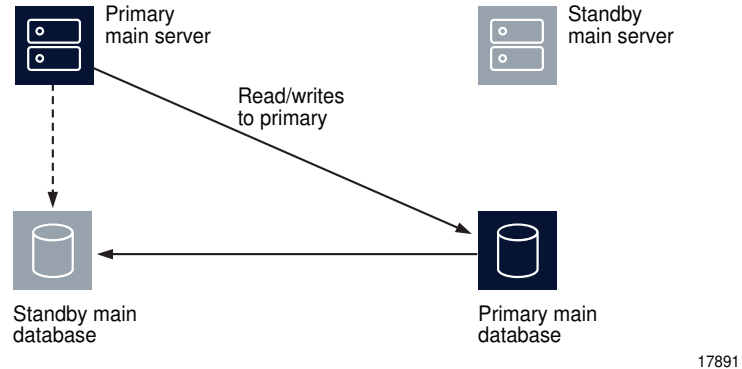 Primary
main server
Standby
main server
Read/writes
to primary
Standby main
database
Primary main
database
17891